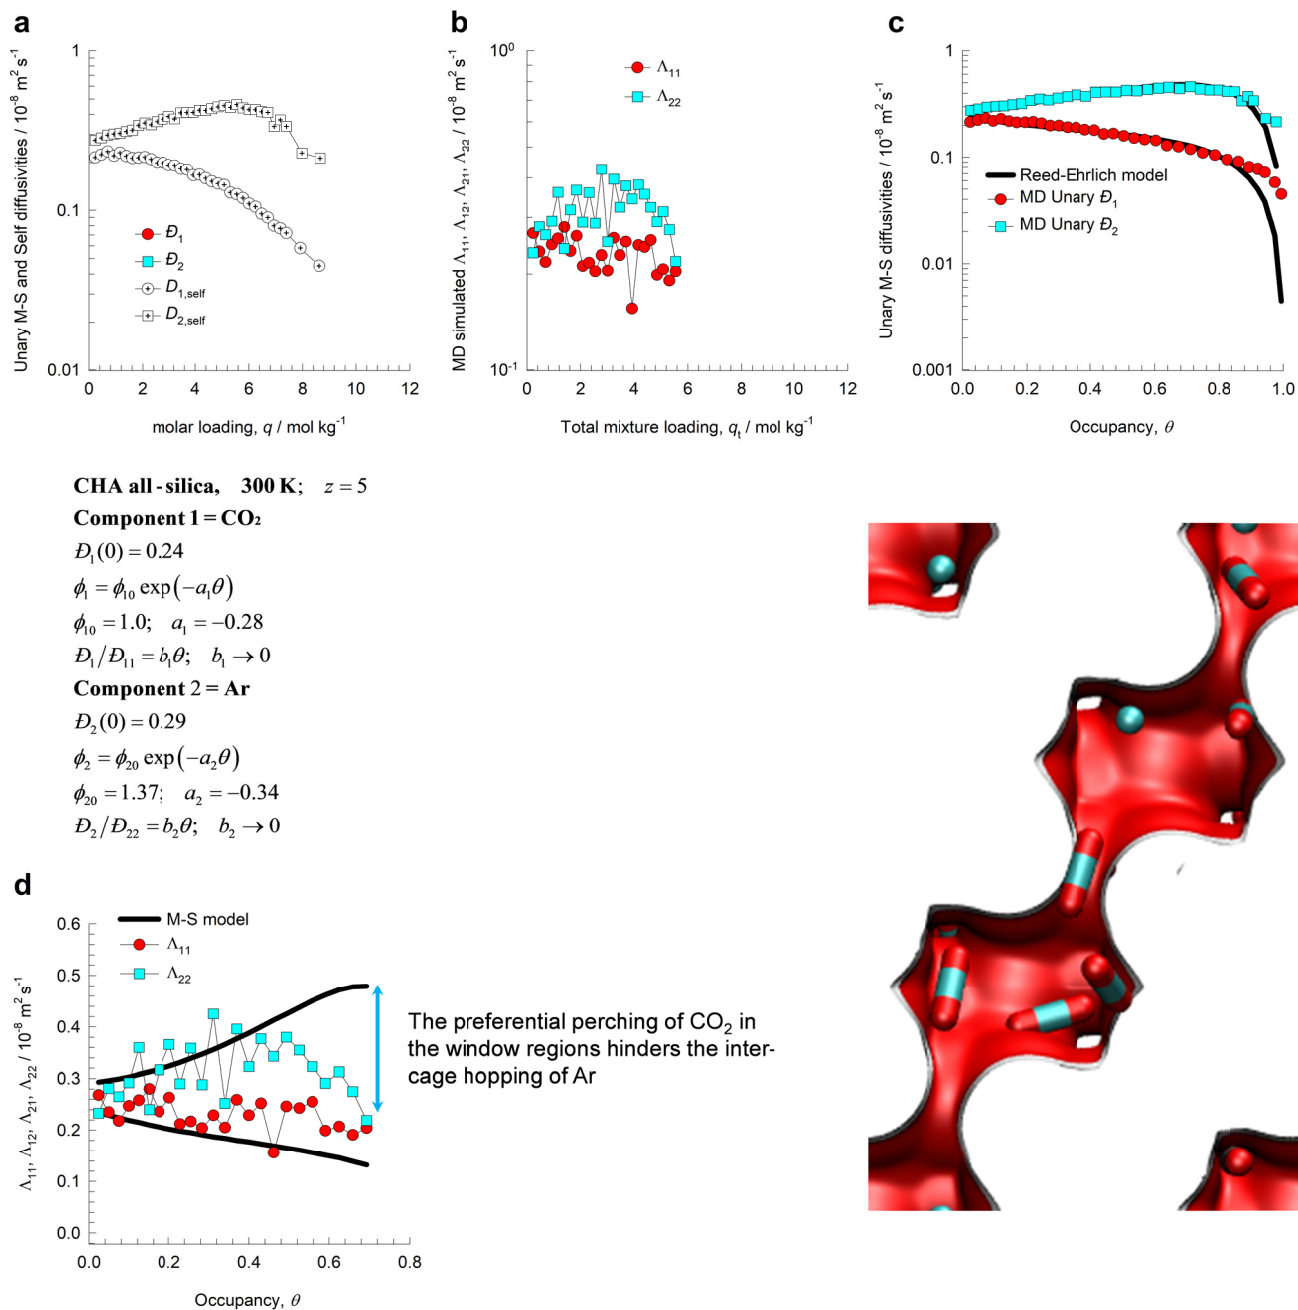 a
Unary M-S and Self diffusivities / 10⁻⁸ m² s⁻¹
1
0.1
0.01
Đ₁
Đ₂
D₁,self
D₂,self
0 2 4 6 8 10 12
molar loading, q / mol kg⁻¹
b
MD simulated Λ₁₁, Λ₁₂, Λ₂₁, Λ₂₂ / 10⁻⁸ m² s⁻¹
10⁰
10⁻¹
Λ₁₁
Λ₂₂
0 2 4 6 8 10 12
Total mixture loading, qₜ / mol kg⁻¹
c
Unary M-S diffusivities / 10⁻⁸ m² s⁻¹
1
0.1
0.01
0.001
Reed-Ehrlich model
MD Unary Đ₁
MD Unary Đ₂
0.0 0.2 0.4 0.6 0.8 1.0
Occupancy, θ
CHA all-silica, 300 K; z = 5
Component 1 = CO₂
Đ₁(0) = 0.24
ϕ₁ = ϕ₁₀ exp(−a₁θ)
ϕ₁₀ = 1.0; a₁ = −0.28
Đ₁/Đ₁₁ = b₁θ; b₁ → 0
Component 2 = Ar
Đ₂(0) = 0.29
ϕ₂ = ϕ₂₀ exp(−a₂θ)
ϕ₂₀ = 1.37; a₂ = −0.34
Đ₂/Đ₂₂ = b₂θ; b₂ → 0
d
Λ₁₁, Λ₁₂, Λ₂₁, Λ₂₂ / 10⁻⁸ m² s⁻¹
0.6
0.5
0.4
0.3
0.2
0.1
0.0
M-S model
Λ₁₁
Λ₂₂
0.0 0.2 0.4 0.6 0.8
Occupancy, θ
The preferential perching of CO₂ in
the window regions hinders the inter-
cage hopping of Ar